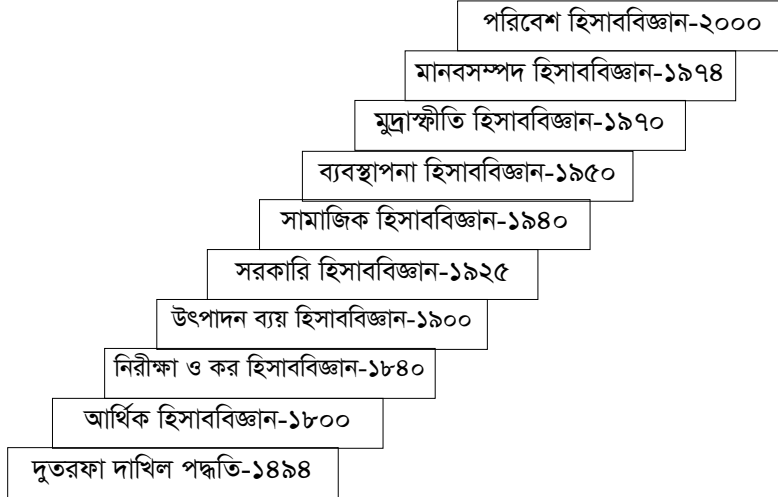 পরিবেশ হিসাববিজ্ঞান-২০০০
মানবসম্পদ হিসাববিজ্ঞান-১৯৭৪
মুদ্রাস্ফীতি হিসাববিজ্ঞান-১৯৭০
ব্যবস্থাপনা হিসাববিজ্ঞান-১৯৫০
সামাজিক হিসাববিজ্ঞান-১৯৪০
সরকারি হিসাববিজ্ঞান-১৯২৫
উৎপাদন ব্যয় হিসাববিজ্ঞান-১৯০০
নিরীক্ষা ও কর হিসাববিজ্ঞান-১৮৪০
আর্থিক হিসাববিজ্ঞান-১৮০০
দুতরফা দাখিল পদ্ধতি-১৪৯৪